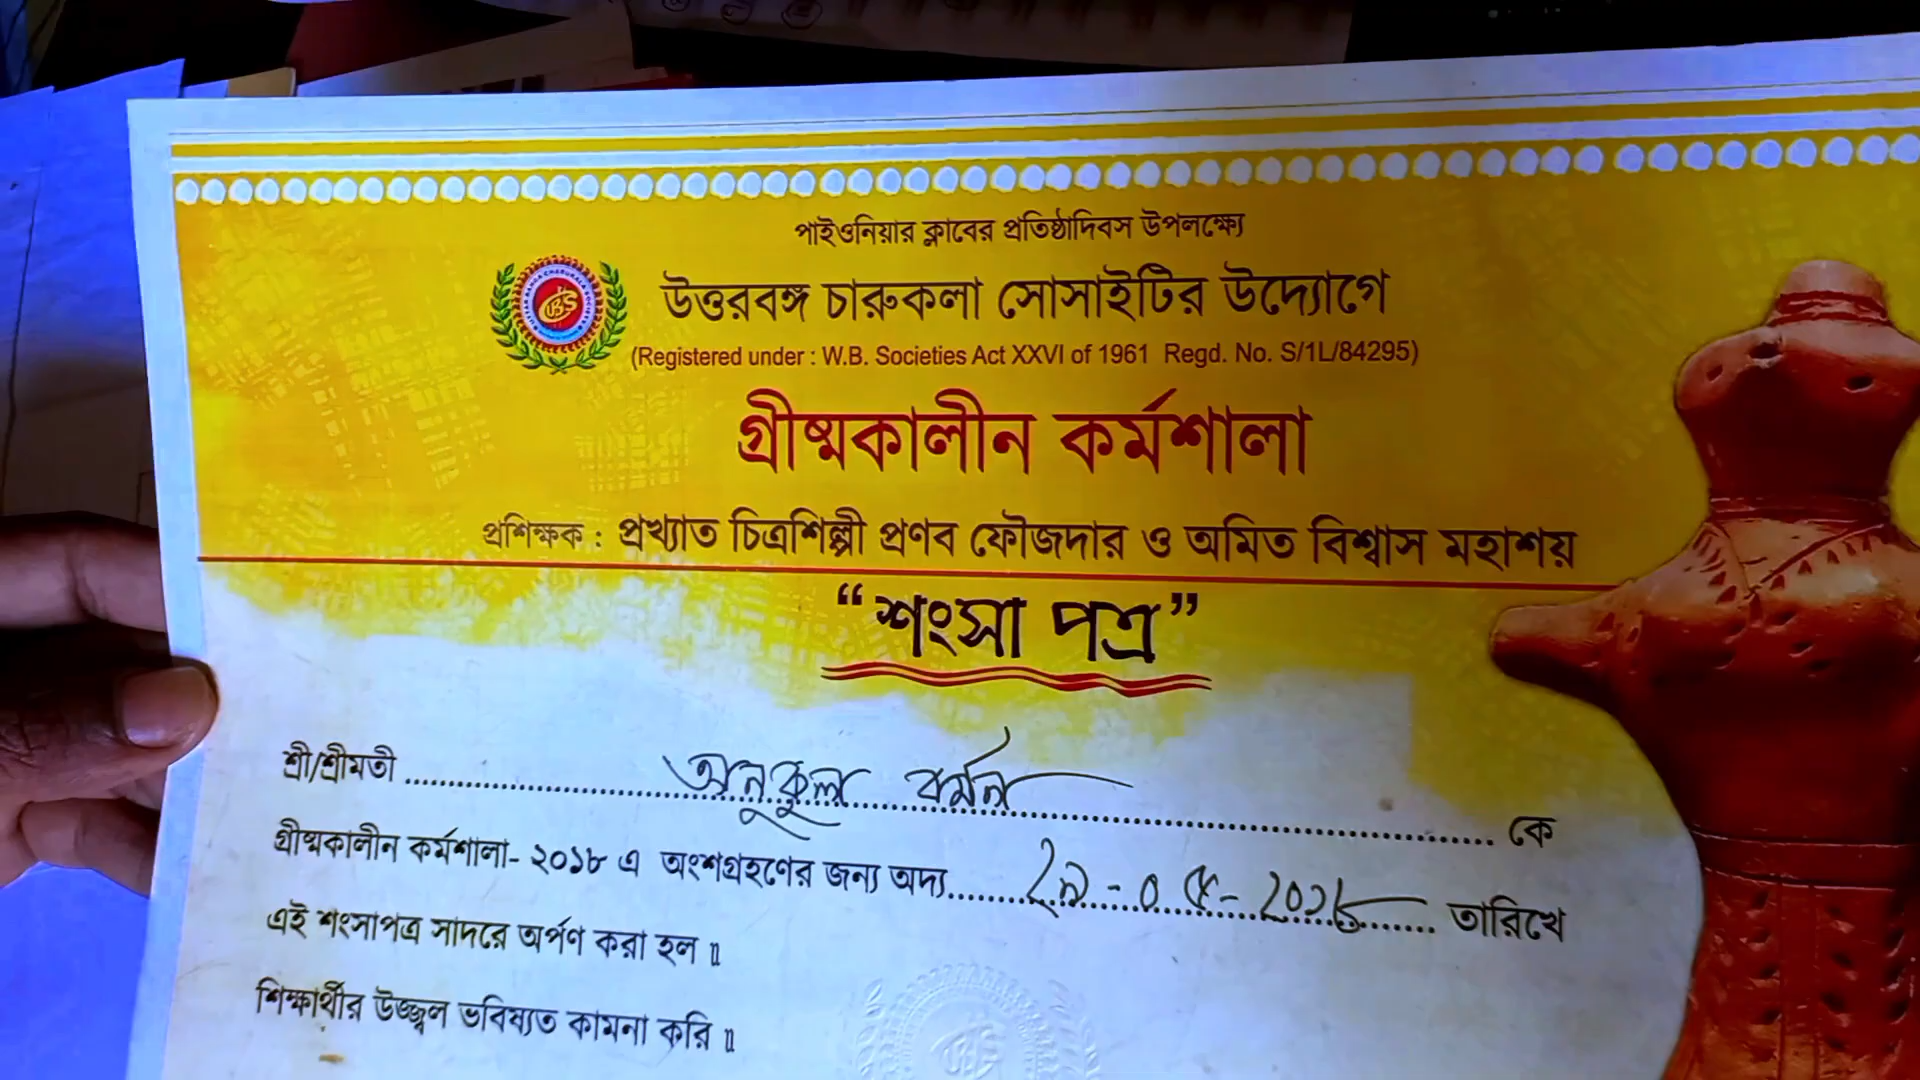 পাইওনিয়ার ক্লাবের প্রতিষ্ঠাদিবস উপলক্ষ্যে
উত্তরবঙ্গ চারুকলা সোসাইটির উদ্যোগে
(Registered under : W.B. Societies Act XXVI of 1961 Regd. No. S/1L/84295)
গ্রীষ্মকালীন কর্মশালা
প্রশিক্ষক : প্রখ্যাত চিত্রশিল্পী প্রণব ফৌজদার ও অমিত বিশ্বাস মহাশয়
“শংসা পত্র”
শ্রী/শ্রীমতী অনুকুল বর্মন কে
গ্রীষ্মকালীন কর্মশালা- ২০১৮ এ অংশগ্রহণের জন্য অদ্য ২৯-০৫-২০১৮ তারিখে
এই শংসাপত্র সাদরে অর্পণ করা হল ॥
শিক্ষার্থীর উজ্জ্বল ভবিষ্যত কামনা করি ॥